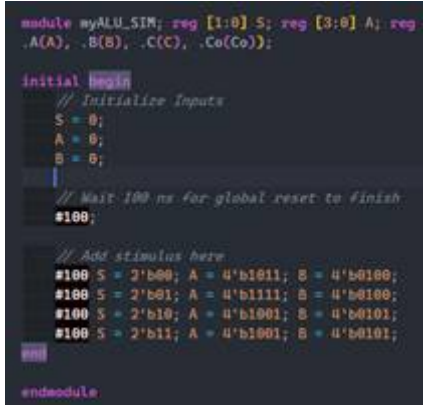 module myALU_SIM; reg [1:0] S; reg [3:0] A; reg
.A(A), .B(B), .C(C), .Co(Co));
initial begin
// Initialize Inputs
S = 0;
A = 0;
B = 0;
// Wait 100 ns for global reset to finish
#100;
// Add stimulus here
#100 S = 2'b00; A = 4'b1011; B = 4'b0100;
#100 S = 2'b01; A = 4'b1111; B = 4'b0100;
#100 S = 2'b10; A = 4'b1001; B = 4'b0101;
#100 S = 2'b11; A = 4'b1001; B = 4'b0101;
end
endmodule